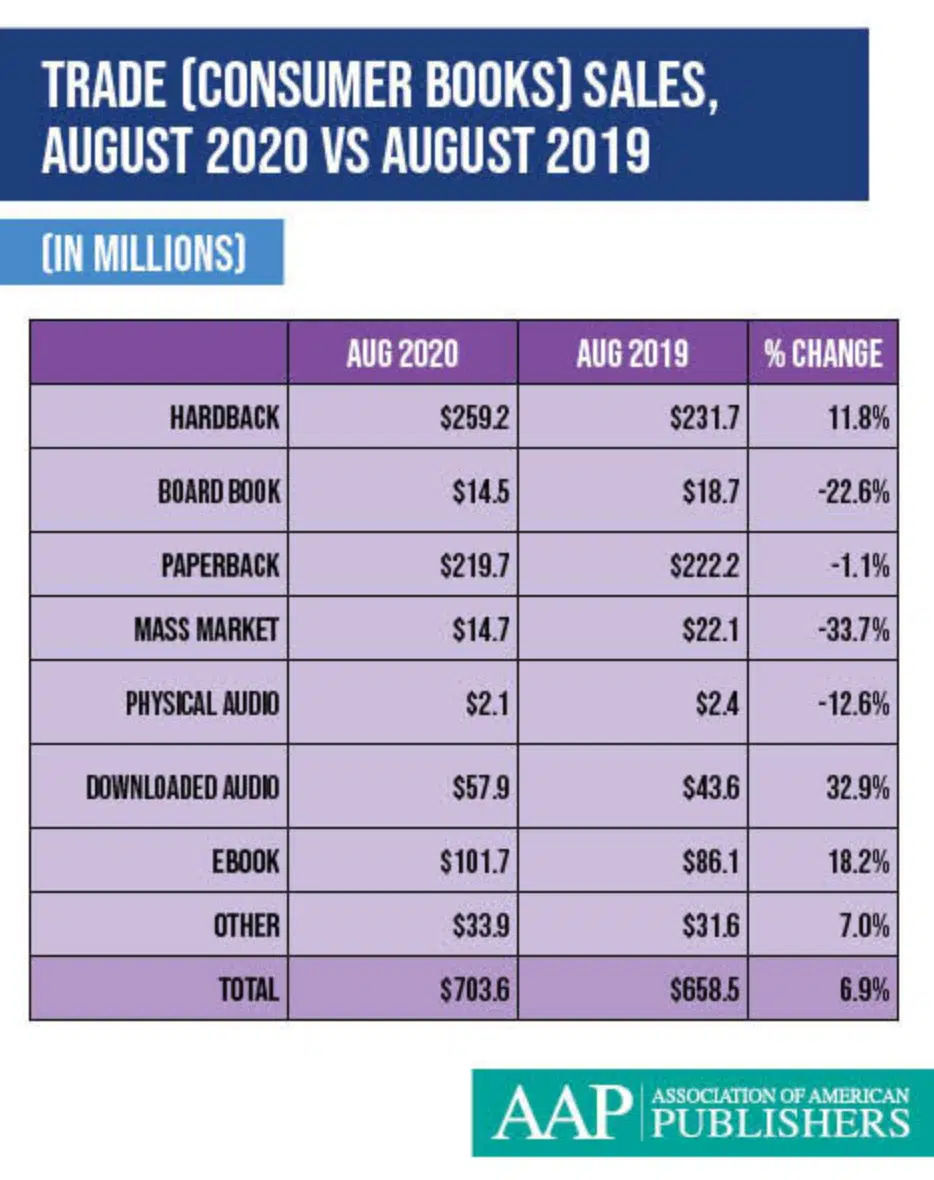 TRADE (CONSUMER BOOKS) SALES,
AUGUST 2020 VS AUGUST 2019
(IN MILLIONS)
AUG 2020 AUG 2019 % CHANGE
HARDBACK $259.2 $231.7 11.8%
BOARD BOOK $14.5 $18.7 -22.6%
PAPERBACK $219.7 $222.2 -1.1%
MASS MARKET $14.7 $22.1 -33.7%
PHYSICAL AUDIO $2.1 $2.4 -12.6%
DOWNLOADED AUDIO $57.9 $43.6 32.9%
EBOOK $101.7 $86.1 18.2%
OTHER $33.9 $31.6 7.0%
TOTAL $703.6 $658.5 6.9%
AAP
ASSOCIATION OF AMERICAN
PUBLISHERS